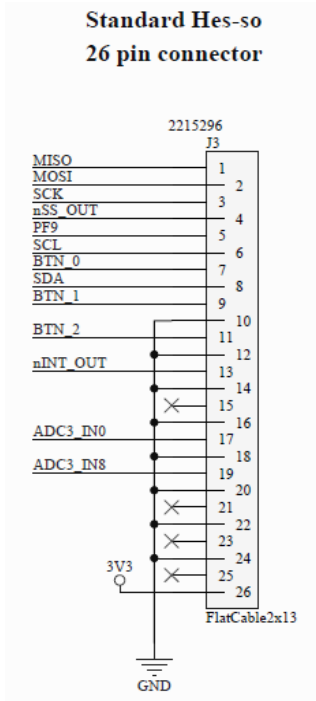 Standard Hes-so
26 pin connector
2215296
J3
MISO 1
MOSI 2
SCK 3
nSS_OUT 4
PF9 5
SCL 6
BTN_0 7
SDA 8
BTN_1 9
10
BTN_2 11
12
nINT_OUT 13
14
15
16
ADC3_IN0 17
18
ADC3_IN8 19
20
21
22
23
24
3V3 25
26
FlatCable2x13
GND